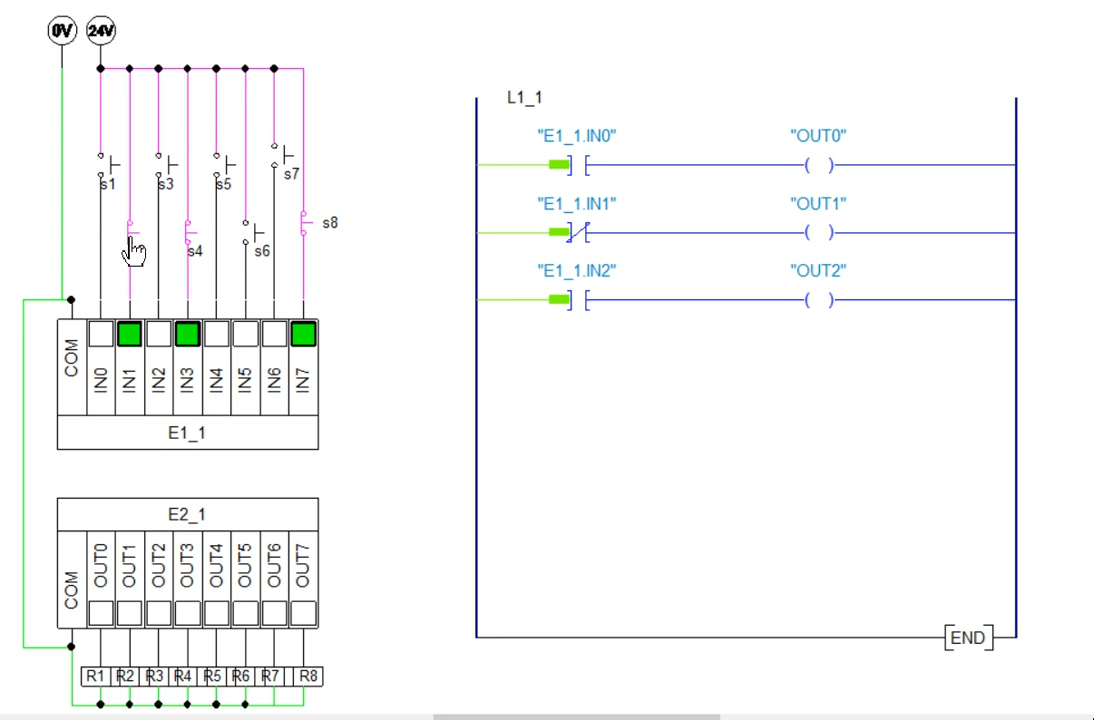 0V 24V
L1_1
"E1_1.IN0" "OUT0"
s1 s3 s5 s7
"E1_1.IN1" "OUT1"
s4 s6 s8
"E1_1.IN2" "OUT2"
COM IN0 IN1 IN2 IN3 IN4 IN5 IN6 IN7
E1_1
E2_1
COM OUT0 OUT1 OUT2 OUT3 OUT4 OUT5 OUT6 OUT7
END
R1 R2 R3 R4 R5 R6 R7 R8